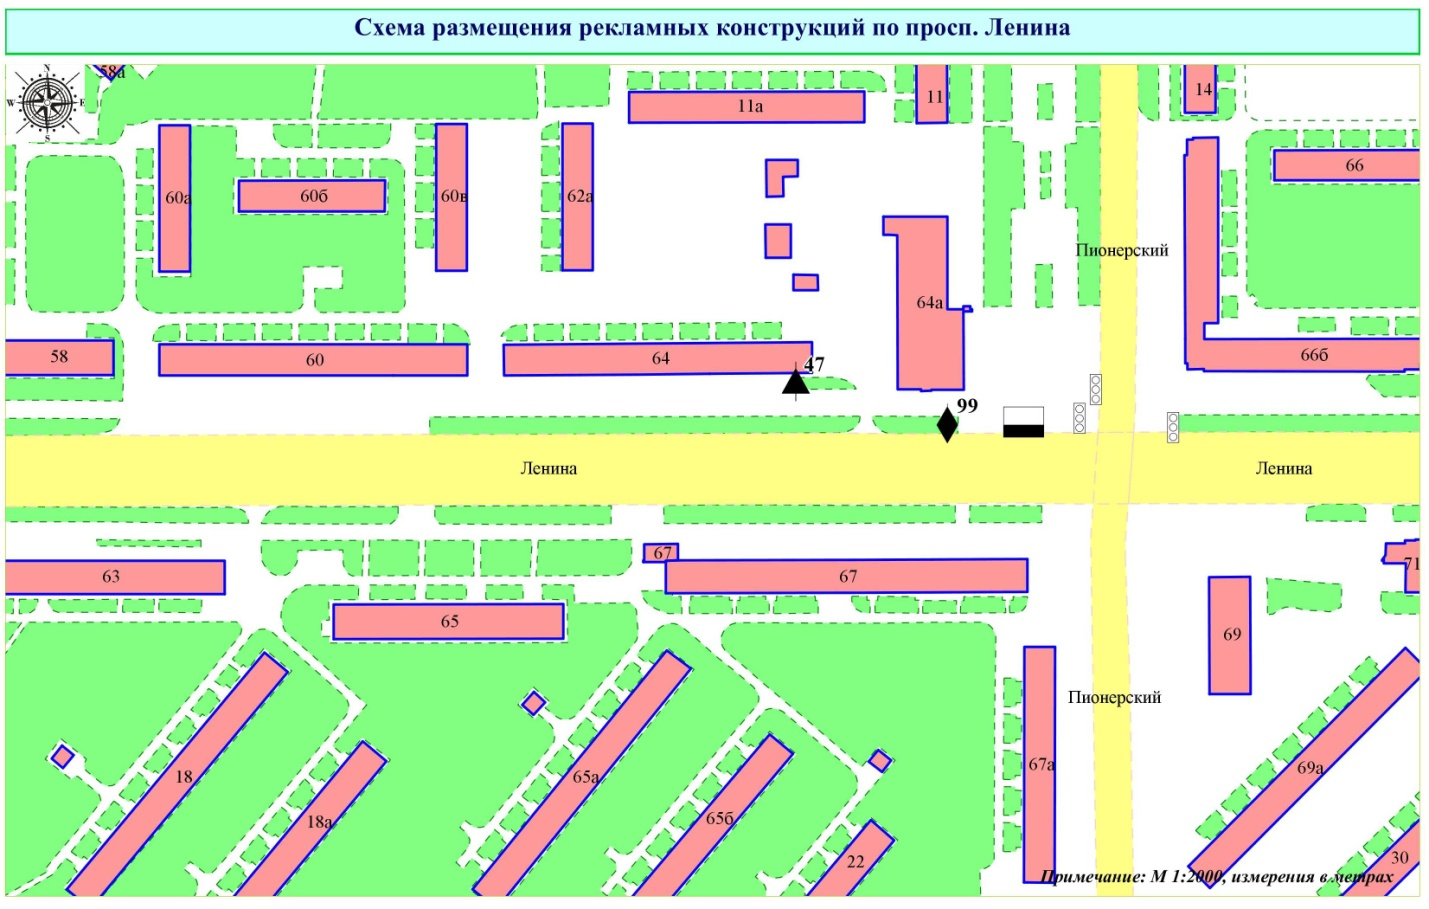 Схема размещения рекламных конструкций по просп. Ленина
N
58а
W
E
S
11а
11
14
66
60а
60б
60в
62а
Пионерский
64а
58
60
64
66б
47
99
Ленина
Ленина
67
63
67
71
65
69
Пионерский
18
65а
67а
69а
18а
65б
22
30
Примечание: М 1:2000, измерения в метрах